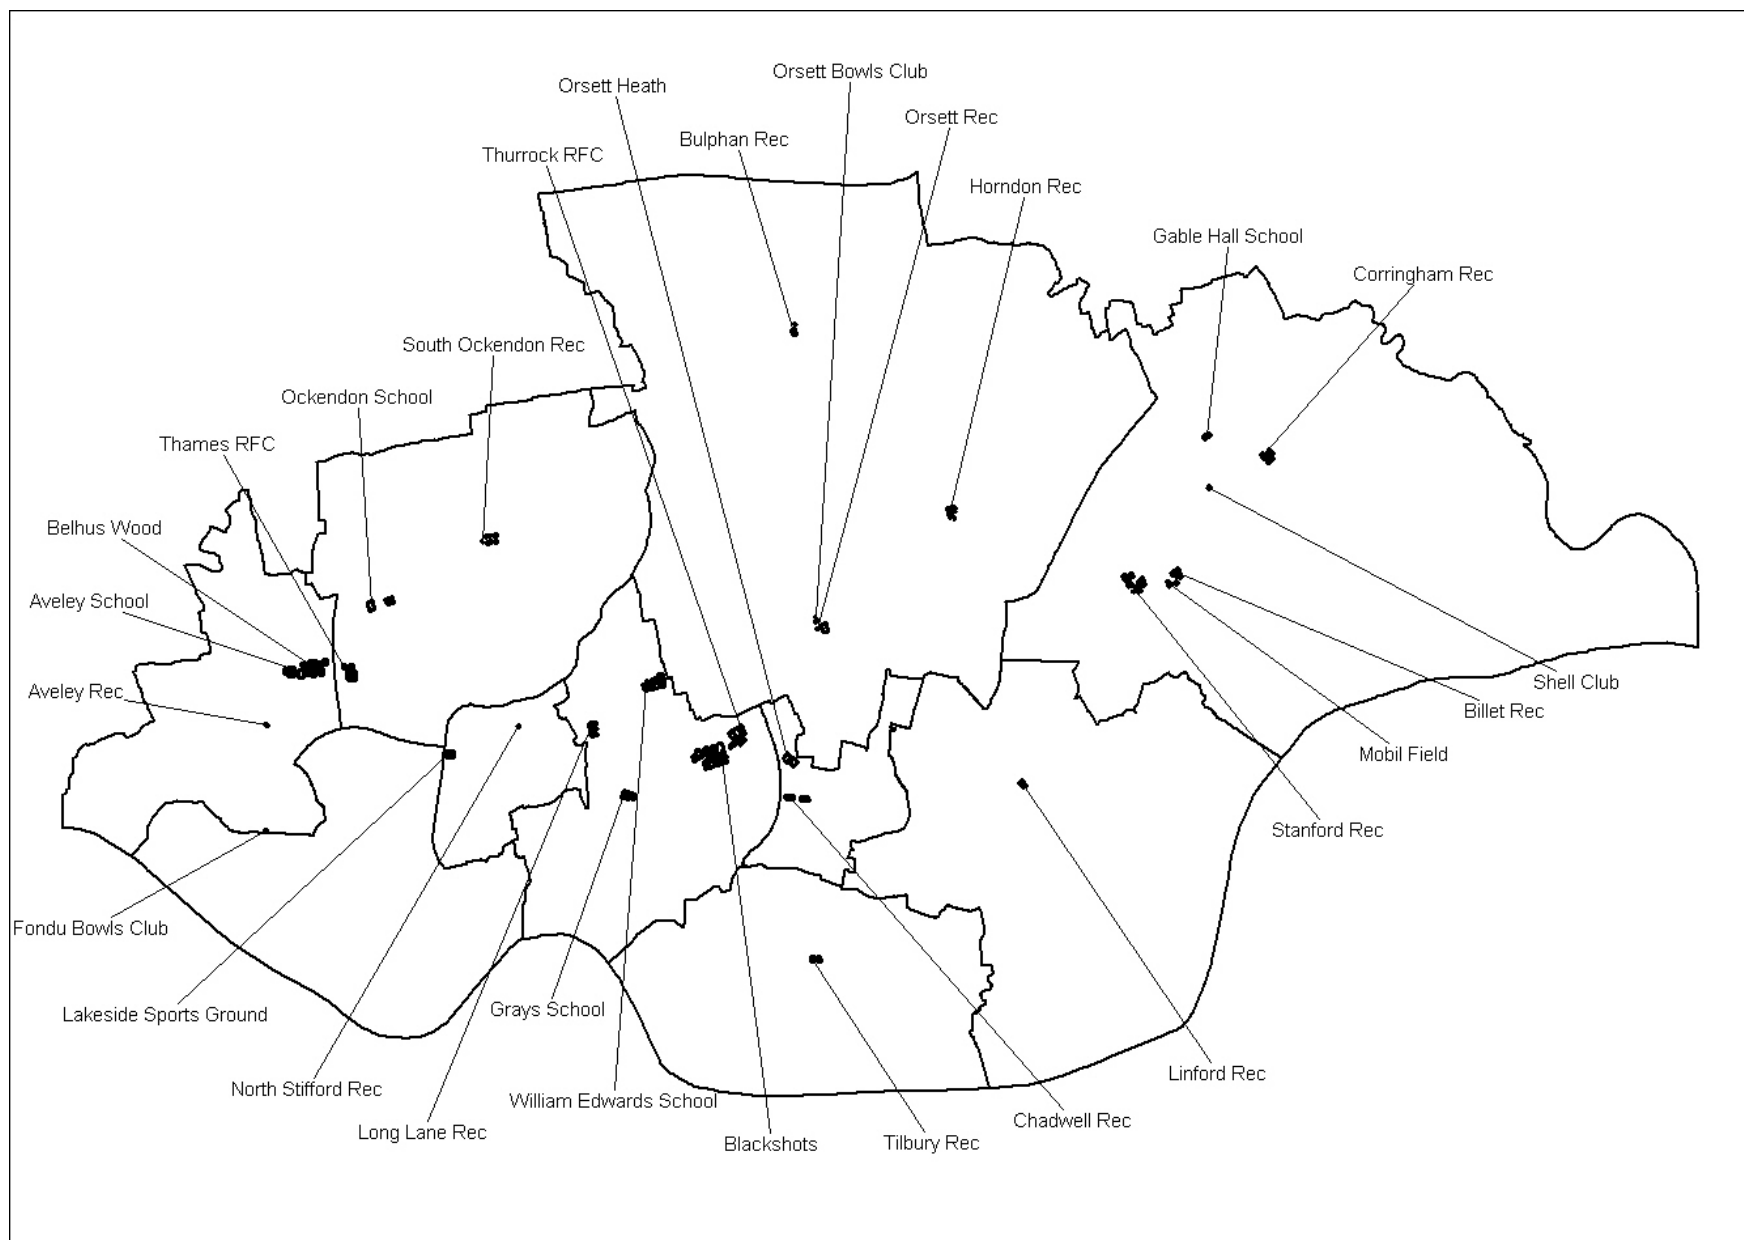 Orsett Bowls Club
Orsett Heath
Orsett Rec
Bulphan Rec
Thurrock RFC
Horndon Rec
Gable Hall School
Corringham Rec
South Ockendon Rec
Ockendon School
Thames RFC
Belhus Wood
Aveley School
Aveley Rec
Shell Club
Billet Rec
Mobil Field
Stanford Rec
Fondu Bowls Club
Lakeside Sports Ground
Grays School
Linford Rec
North Stifford Rec
William Edwards School
Chadwell Rec
Long Lane Rec
Blackshots
Tilbury Rec